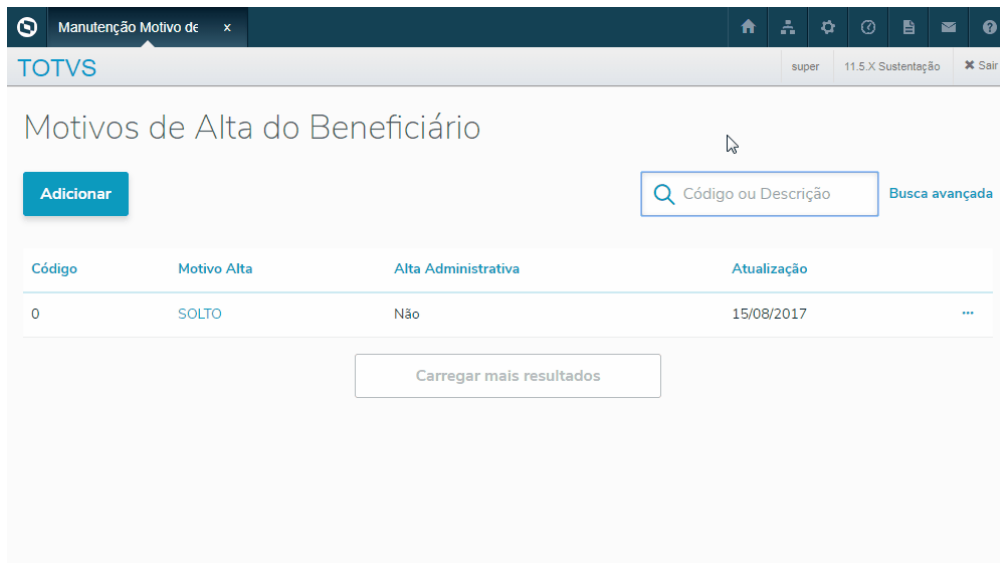 Manutenção Motivo de x
TOTVS super 11.5.X Sustentação Sair
Motivos de Alta do Beneficiário
Adicionar Código ou Descrição Busca avançada
Código Motivo Alta Alta Administrativa Atualização
0 SOLTO Não 15/08/2017 ...
Carregar mais resultados